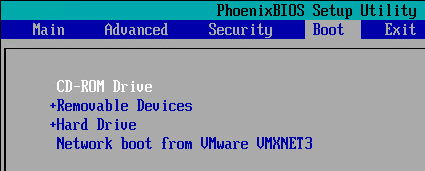 PhoenixBIOS Setup Utility
Main Advanced Security Boot Exit
CD-ROM Drive
+Removable Devices
+Hard Drive
Network boot from VMware VMXNET3